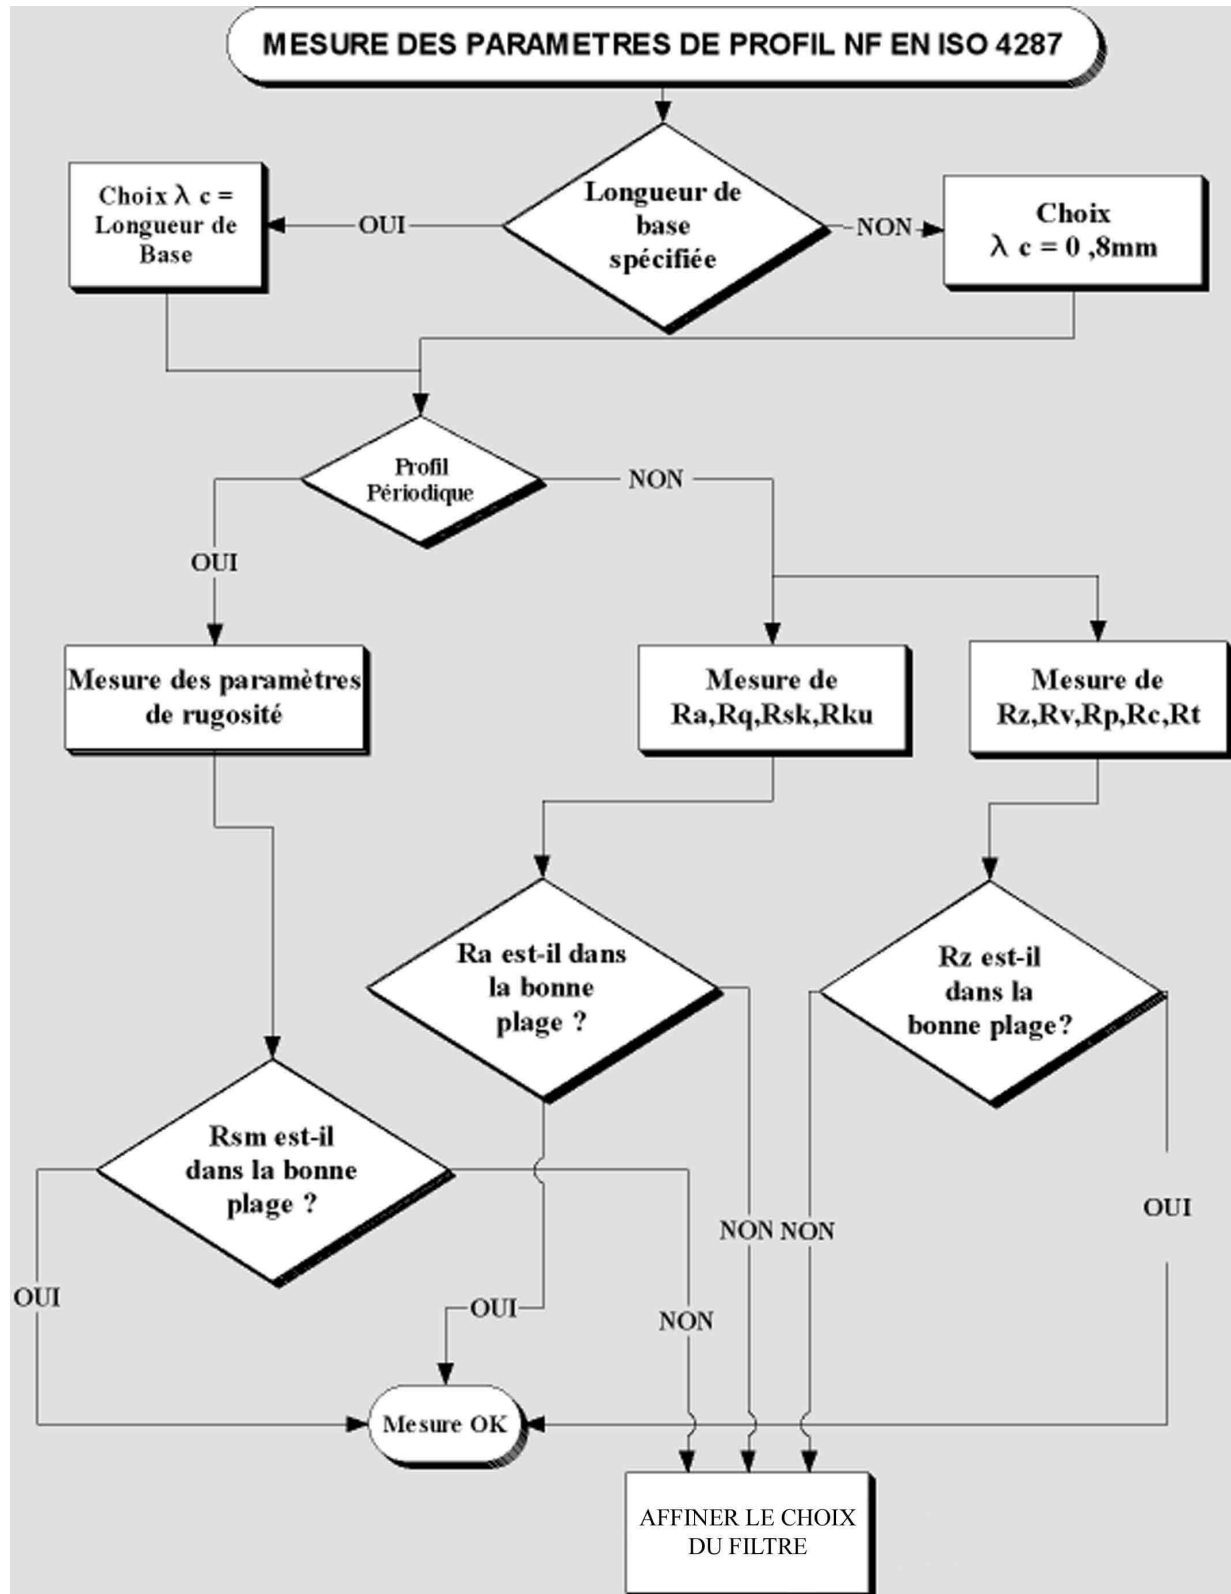 MESURE DES PARAMETRES DE PROFIL NF EN ISO 4287
Longueur de
base
spécifiée
OUI
NON
Choix λ c =
Longueur de
Base
Choix
λ c = 0 ,8mm
Profil
Périodique
NON
OUI
Mesure des paramètres
de rugosité
Mesure de
Ra,Rq,Rsk,Rku
Mesure de
Rz,Rv,Rp,Rc,Rt
Ra est-il dans
la bonne
plage ?
Rz est-il
dans la
bonne plage?
Rsm est-il
dans la bonne
plage ?
OUI
OUI
NON
NON
NON
OUI
Mesure OK
AFFINER LE CHOIX
DU FILTRE